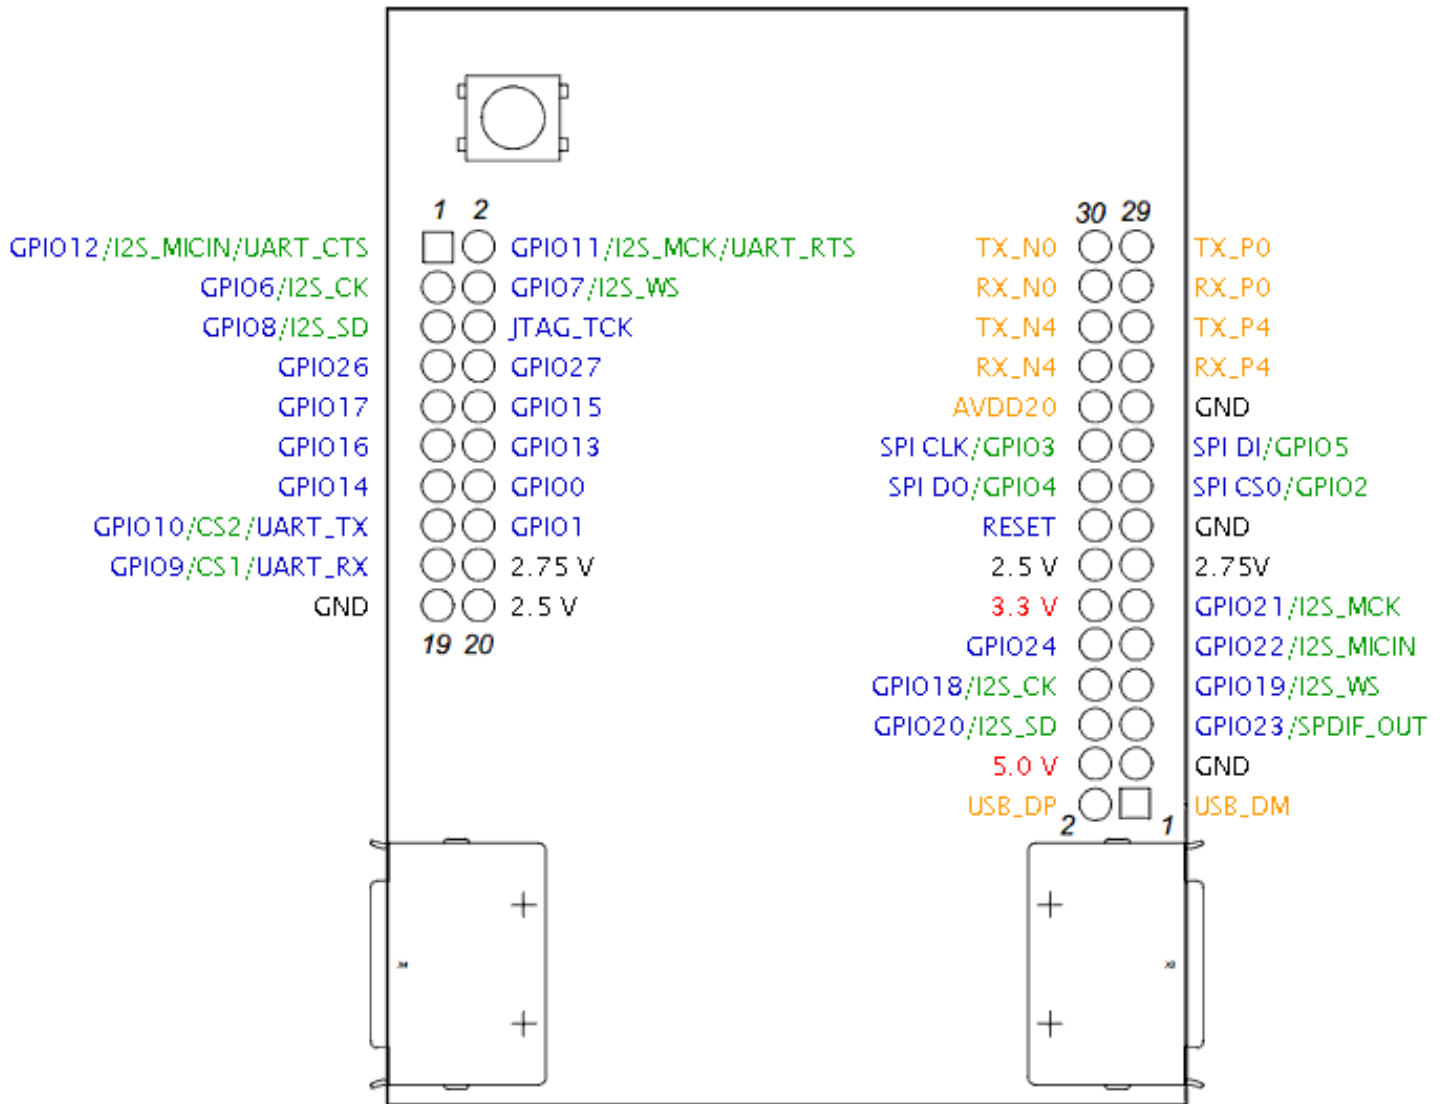 1 2 30 29
GPIO12/I2S_MICIN/UART_CTS GPIO11/I2S_MCK/UART_RTS TX_N0 TX_P0
GPIO6/I2S_CK GPIO7/I2S_WS RX_N0 RX_P0
GPIO8/I2S_SD JTAG_TCK TX_N4 TX_P4
GPIO26 GPIO27 RX_N4 RX_P4
GPIO17 GPIO15 AVDD20 GND
GPIO16 GPIO13 SPI CLK/GPIO3 SPI DI/GPIO5
GPIO14 GPIO0 SPI DO/GPIO4 SPI CS0/GPIO2
GPIO10/CS2/UART_TX GPIO1 RESET GND
GPIO9/CS1/UART_RX 2.75 V 2.5 V 2.75V
GND 2.5 V 3.3 V GPIO21/I2S_MCK
19 20 GPIO24 GPIO22/I2S_MICIN
GPIO18/I2S_CK GPIO19/I2S_WS
GPIO20/I2S_SD GPIO23/SPDIF_OUT
5.0 V GND
USB_DP USB_DM
2 1